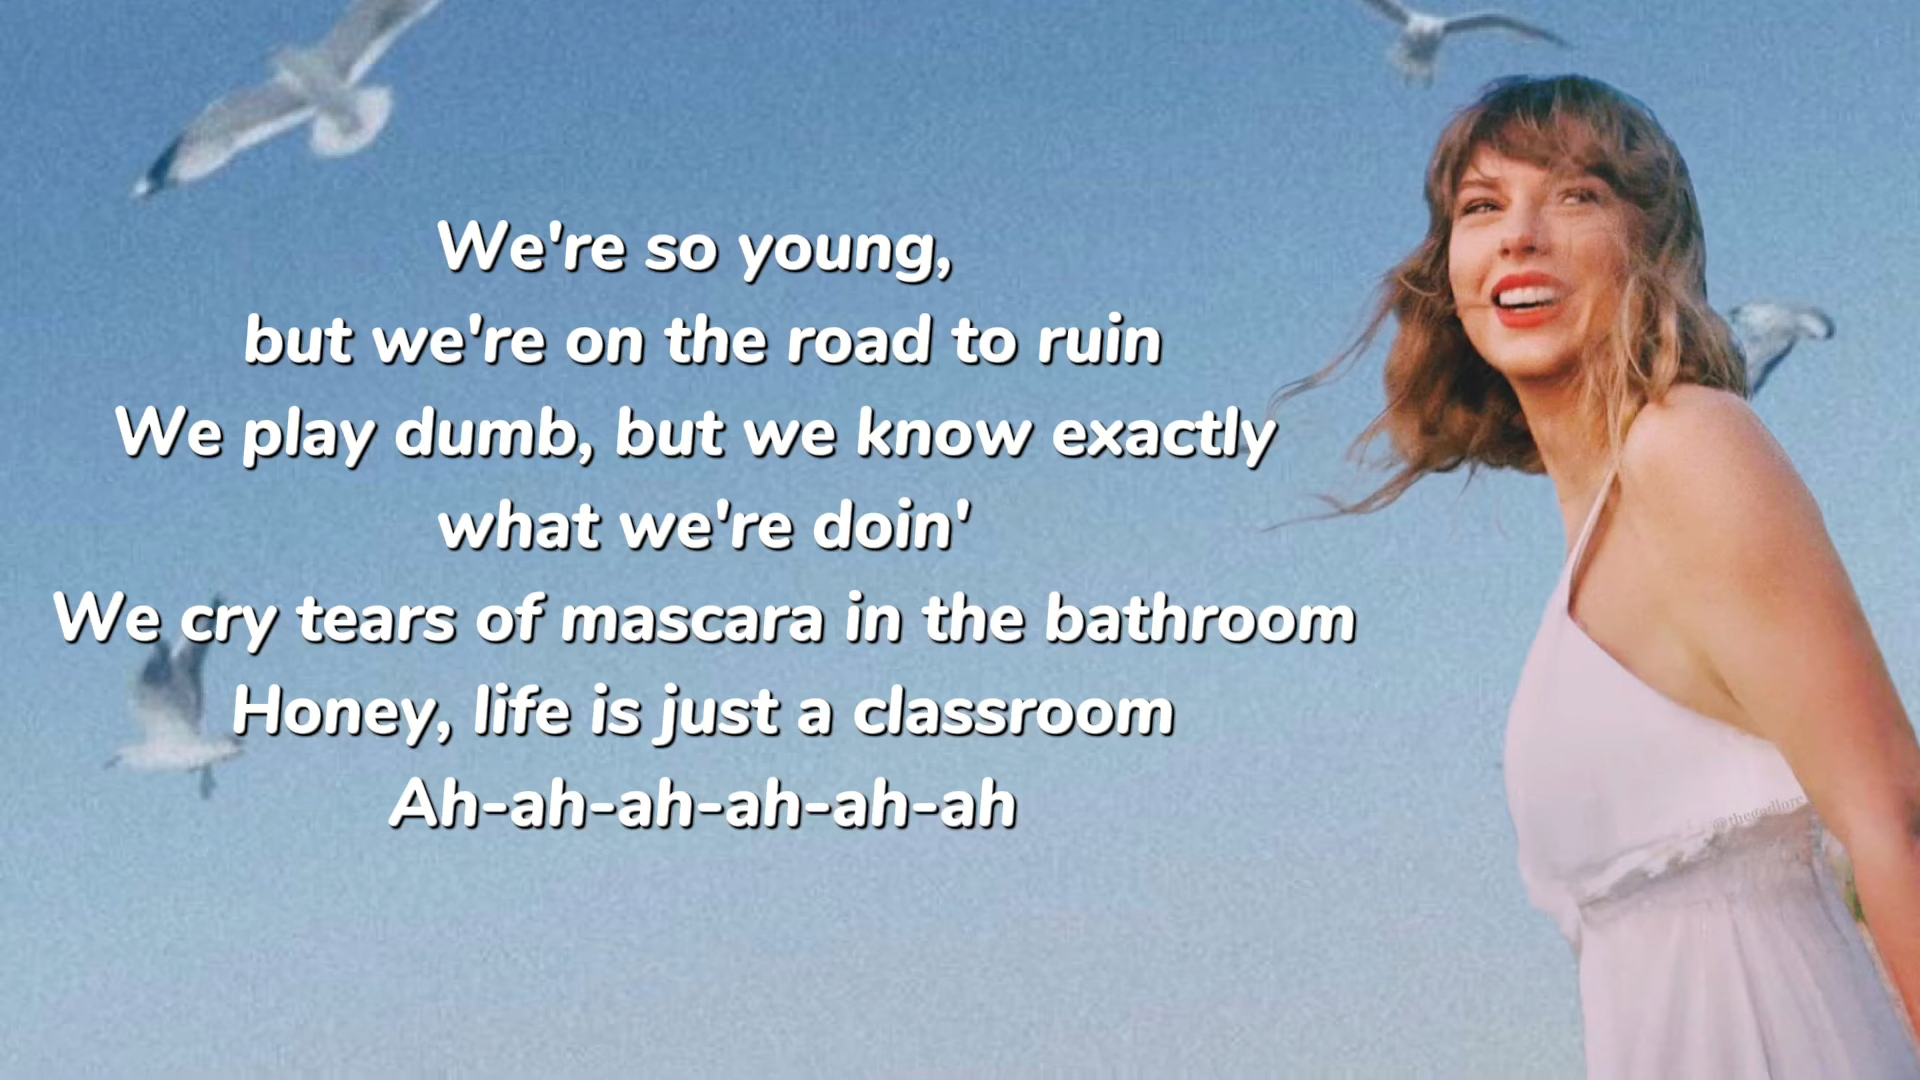 We're so young,
but we're on the road to ruin
We play dumb, but we know exactly
what we're doin'
We cry tears of mascara in the bathroom
Honey, life is just a classroom
Ah-ah-ah-ah-ah-ah